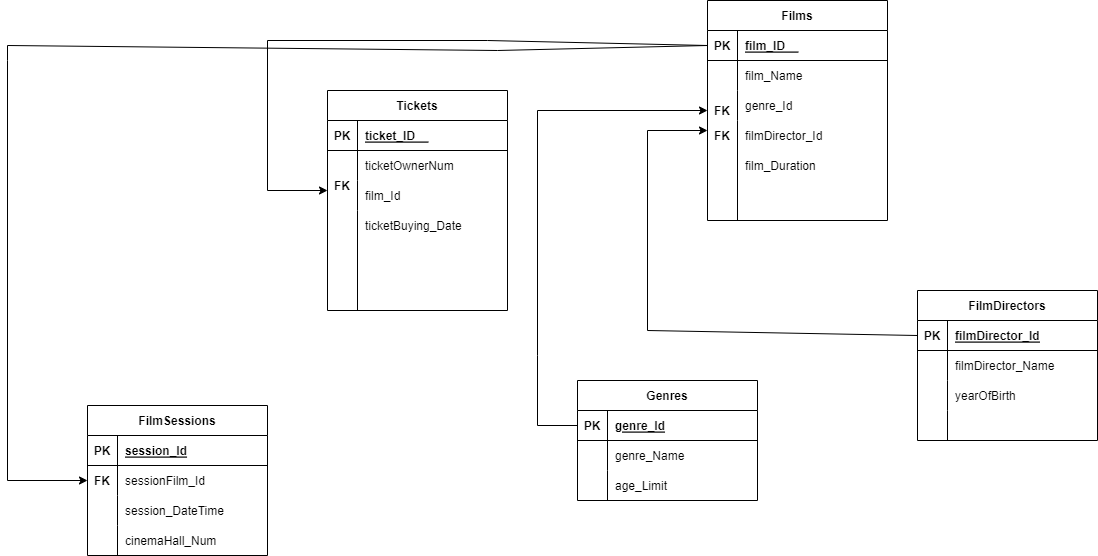 Films
PK film_ID
film_Name
FK genre_Id
FK filmDirector_Id
film_Duration
Tickets
PK ticket_ID
ticketOwnerNum
FK film_Id
ticketBuying_Date
FilmDirectors
PK filmDirector_Id
filmDirector_Name
yearOfBirth
Genres
PK genre_Id
genre_Name
age_Limit
FilmSessions
PK session_Id
FK sessionFilm_Id
session_DateTime
cinemaHall_Num